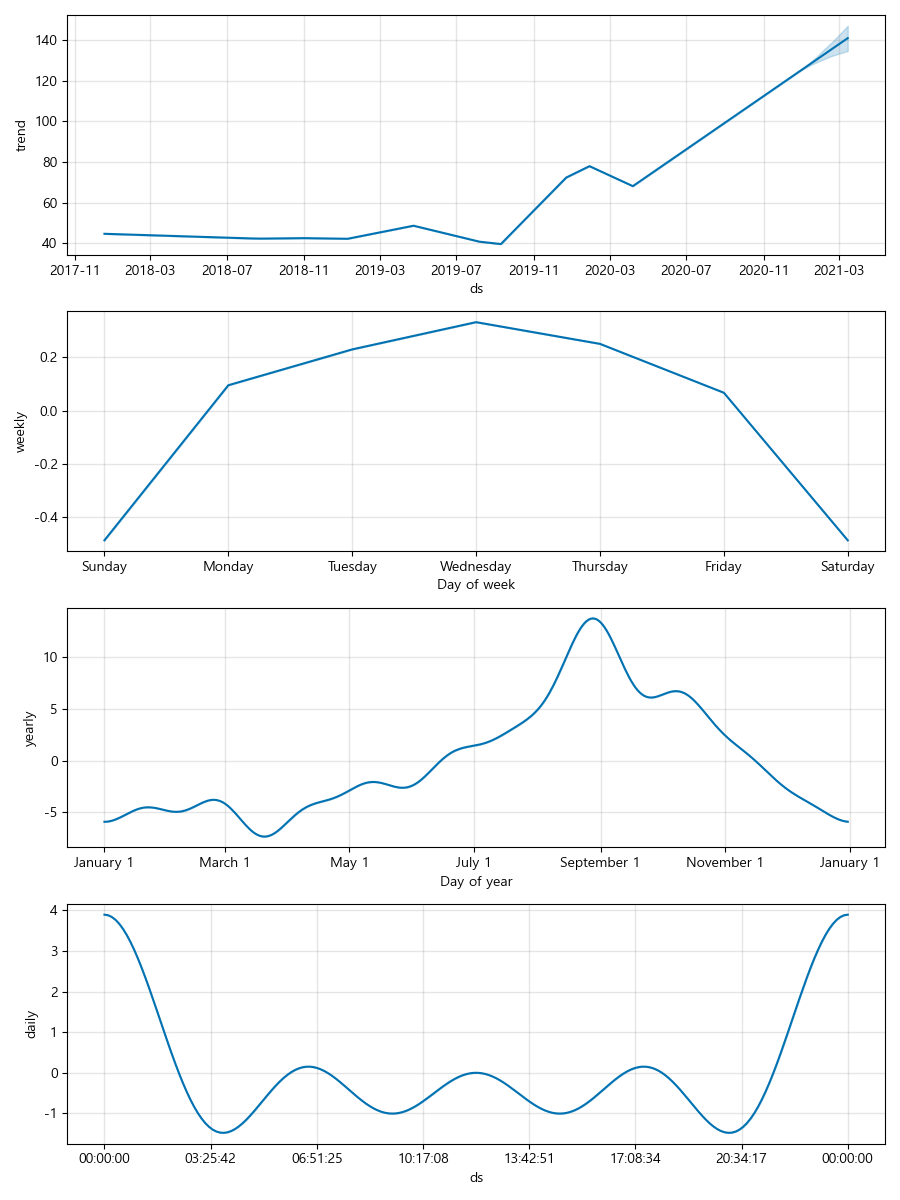 140
120
100
80
60
40
trend
2017-11 2018-03 2018-07 2018-11 2019-03 2019-07 2019-11 2020-03 2020-07 2020-11 2021-03
ds
0.2
0.0
-0.2
-0.4
weekly
Sunday Monday Tuesday Wednesday Thursday Friday Saturday
Day of week
10
5
0
-5
yearly
January 1 March 1 May 1 July 1 September 1 November 1 January 1
Day of year
4
3
2
1
0
-1
daily
00:00:00 03:25:42 06:51:25 10:17:08 13:42:51 17:08:34 20:34:17 00:00:00
ds